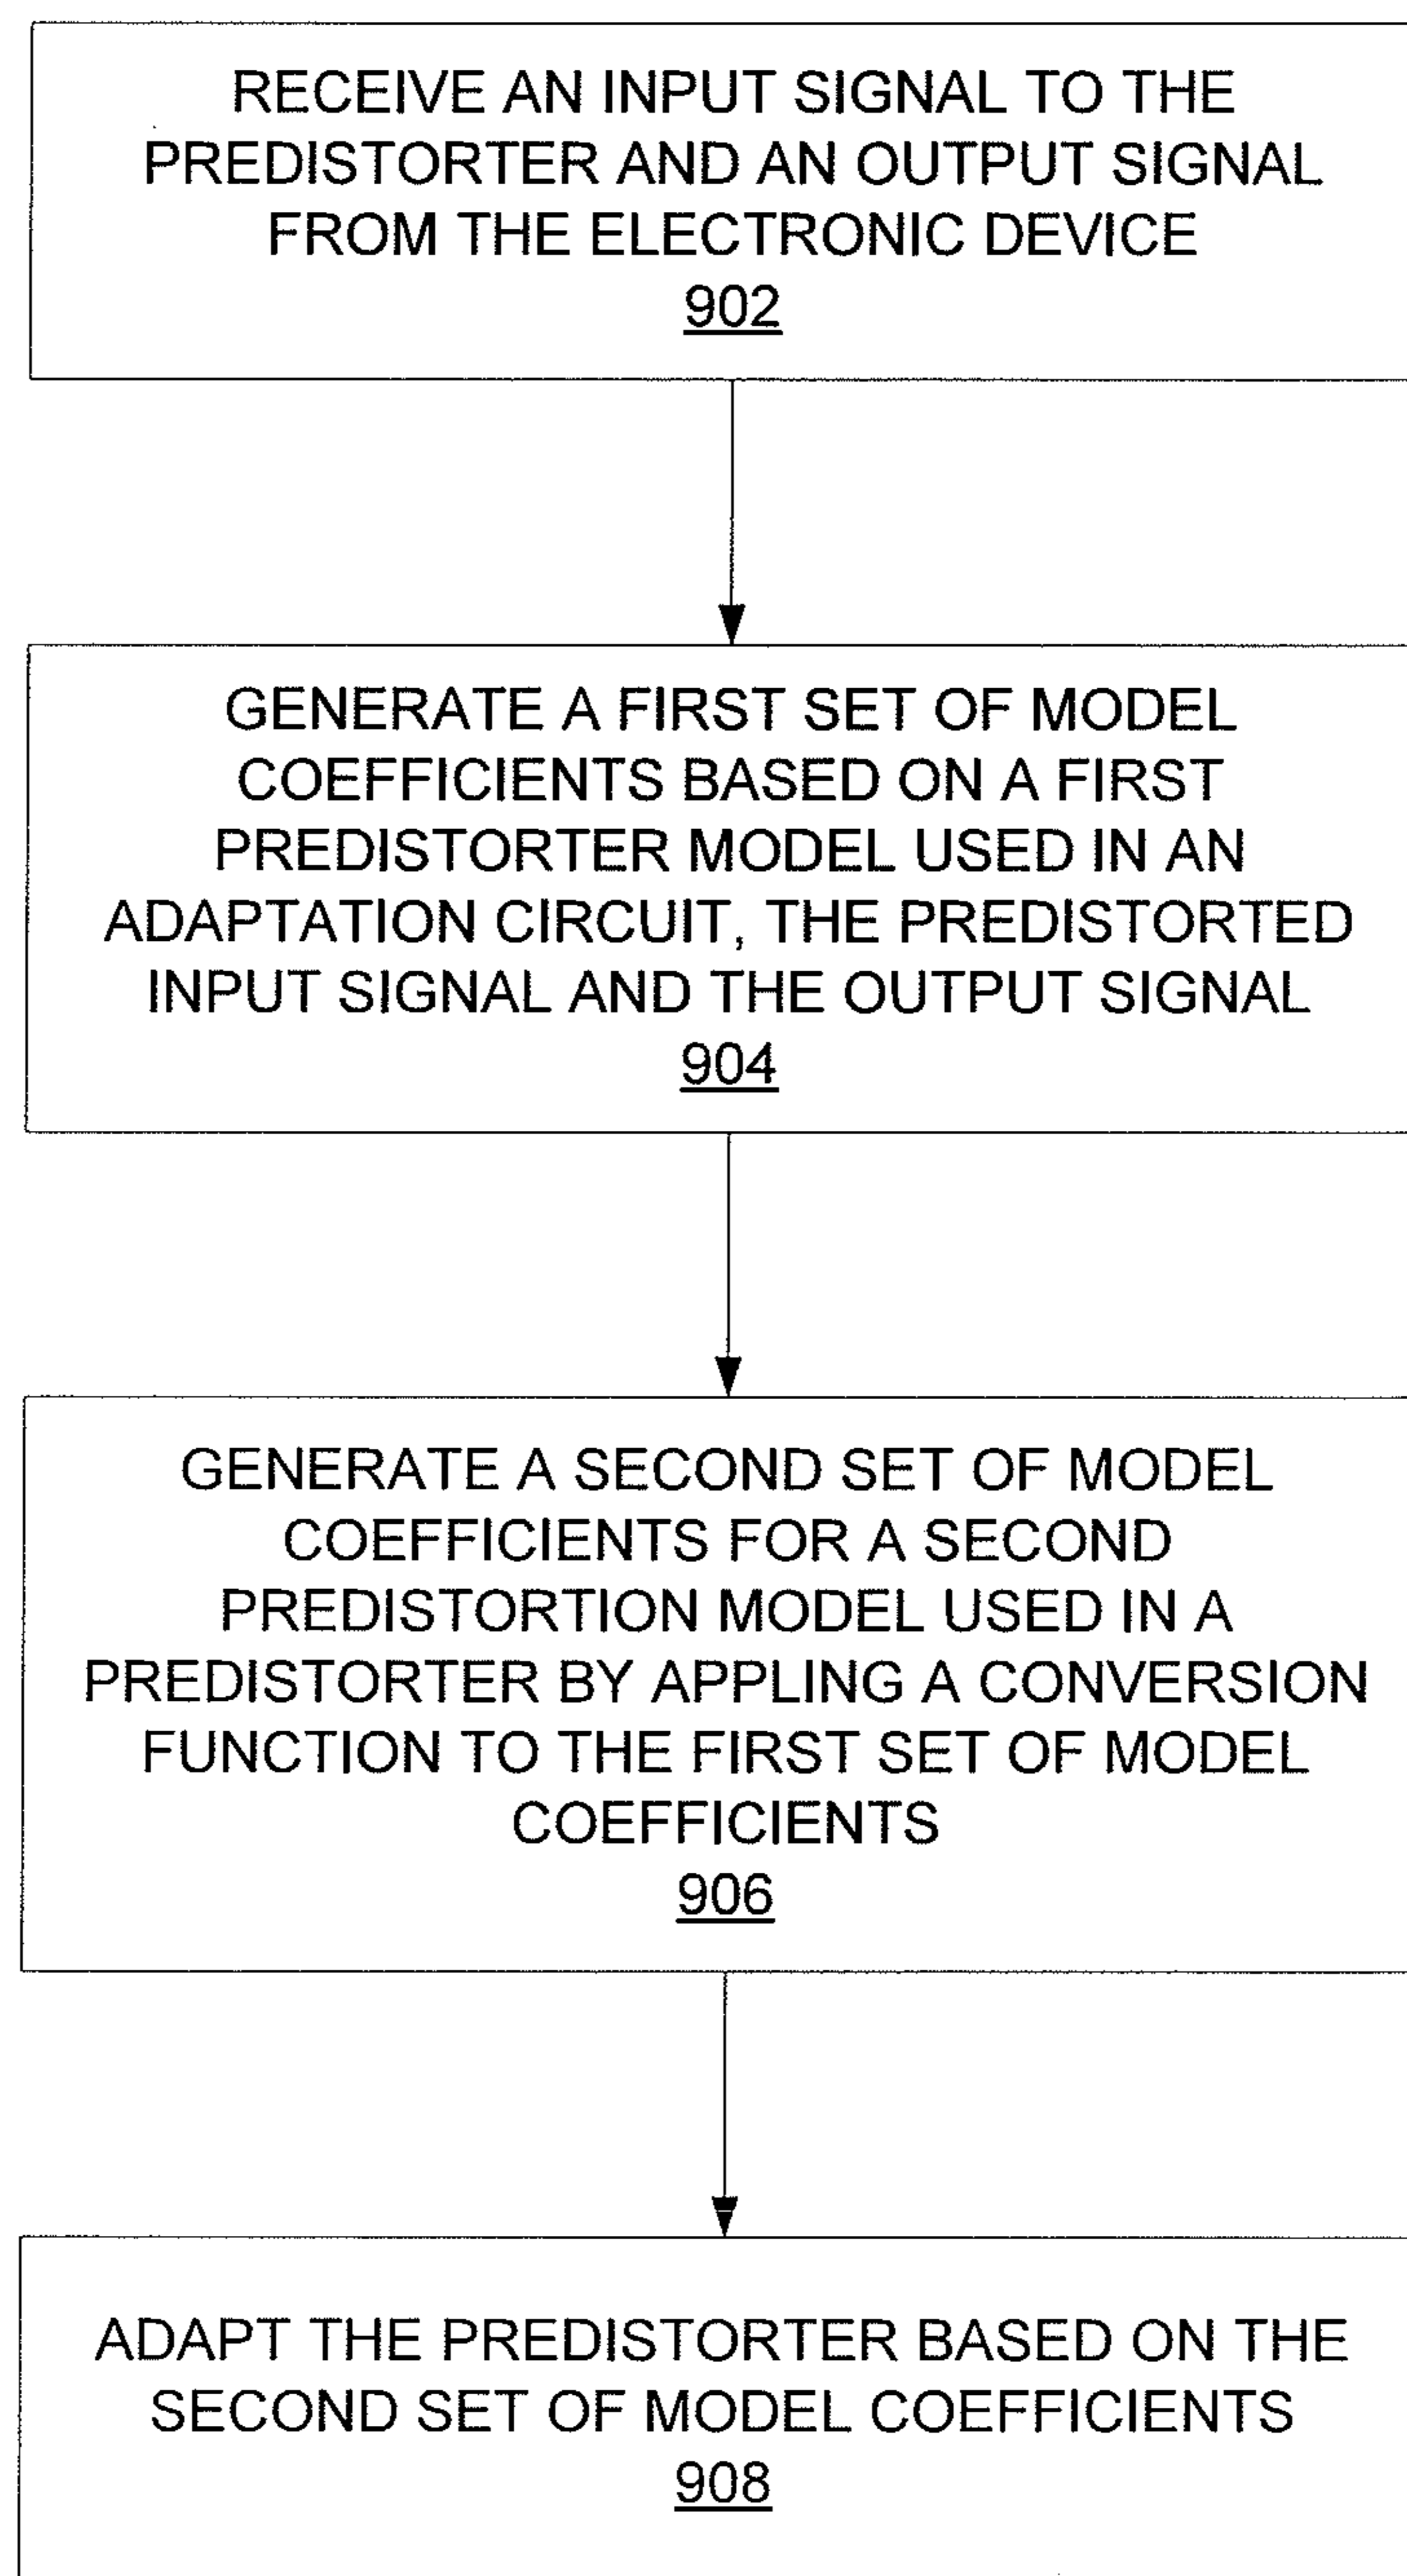 RECEIVE AN INPUT SIGNAL TO THE
PREDISTORTER AND AN OUTPUT SIGNAL
FROM THE ELECTRONIC DEVICE
902
GENERATE A FIRST SET OF MODEL
COEFFICIENTS BASED ON A FIRST
PREDISTORTER MODEL USED IN AN
ADAPTATION CIRCUIT, THE PREDISTORTED
INPUT SIGNAL AND THE OUTPUT SIGNAL
904
GENERATE A SECOND SET OF MODEL
COEFFICIENTS FOR A SECOND
PREDISTORTION MODEL USED IN A
PREDISTORTER BY APPLING A CONVERSION
FUNCTION TO THE FIRST SET OF MODEL
COEFFICIENTS
906
ADAPT THE PREDISTORTER BASED ON THE
SECOND SET OF MODEL COEFFICIENTS
908